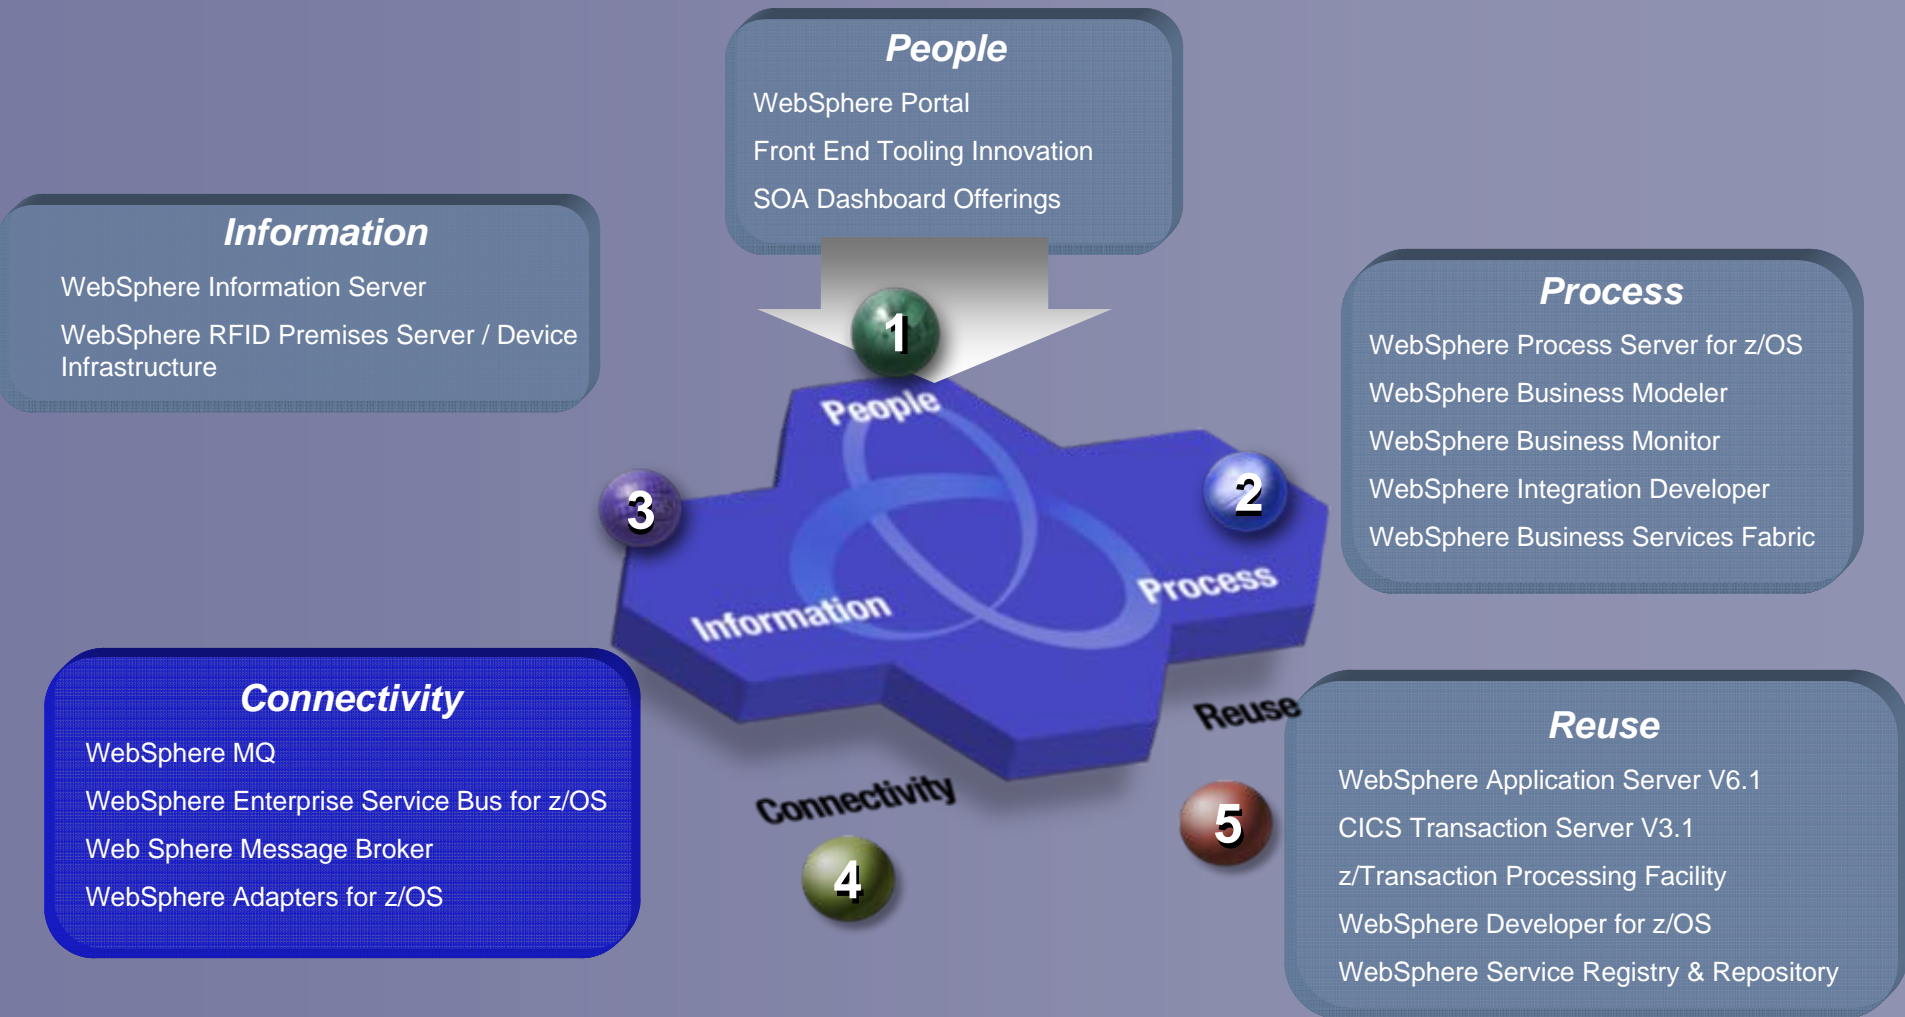 People
WebSphere Portal
Front End Tooling Innovation
SOA Dashboard Offerings
Information
WebSphere Information Server
WebSphere RFID Premises Server / Device
Infrastructure
Process
WebSphere Process Server for z/OS
WebSphere Business Modeler
WebSphere Business Monitor
WebSphere Integration Developer
WebSphere Business Services Fabric
1
People
2
3
Process
Information
Connectivity
WebSphere MQ
WebSphere Enterprise Service Bus for z/OS
Web Sphere Message Broker
WebSphere Adapters for z/OS
Reuse
Connectivity
4
5
Reuse
WebSphere Application Server V6.1
CICS Transaction Server V3.1
z/Transaction Processing Facility
WebSphere Developer for z/OS
WebSphere Service Registry & Repository